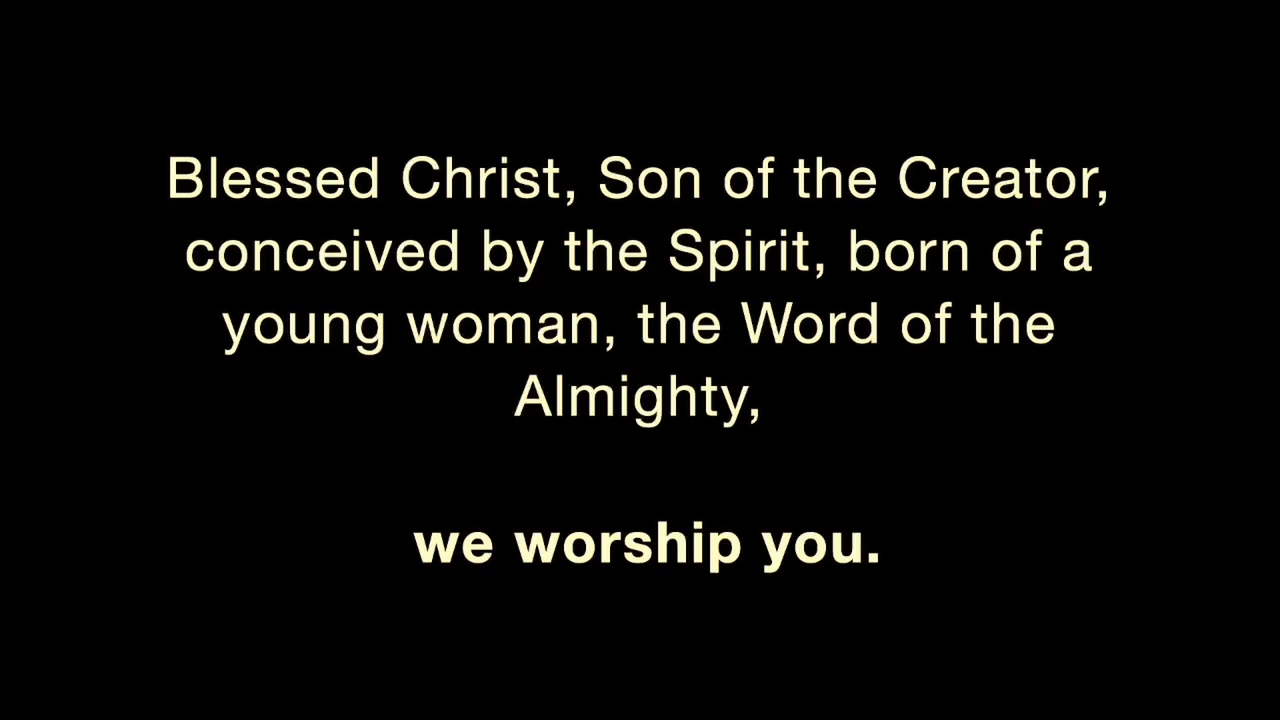 Blessed Christ, Son of the Creator,
conceived by the Spirit, born of a
young woman, the Word of the
Almighty,
we worship you.